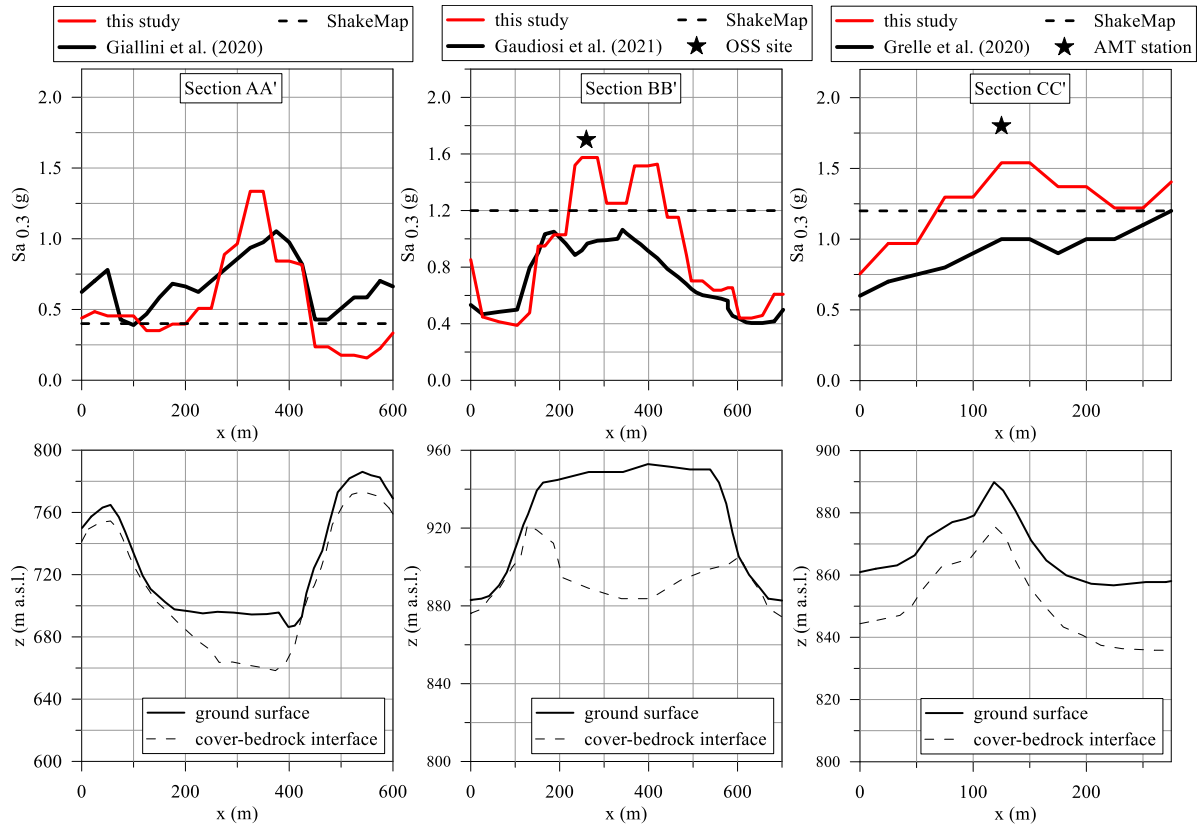 this study
ShakeMap
Giallini et al. (2020)
this study
ShakeMap
Gaudiosi et al. (2021)
OSS site
this study
ShakeMap
Grelle et al. (2020)
AMT station
Section AA'
2.0
1.5
1.0
0.5
0.0
Sa 0.3 (g)
0 200 400 600
x (m)
Section BB'
2.0
1.6
1.2
0.8
0.4
0.0
Sa 0.3 (g)
0 200 400 600
x (m)
Section CC'
2.0
1.5
1.0
0.5
0.0
Sa 0.3 (g)
0 100 200
x (m)
800
760
720
680
640
600
z (m a.s.l.)
ground surface
cover-bedrock interface
0 200 400 600
x (m)
960
920
880
840
800
z (m a.s.l.)
ground surface
cover-bedrock interface
0 200 400 600
x (m)
900
880
860
840
820
800
z (m a.s.l.)
ground surface
cover-bedrock interface
0 100 200
x (m)